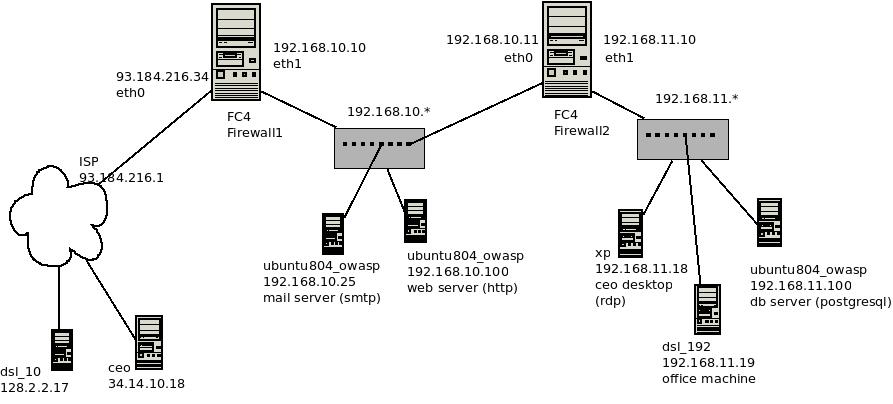 192.168.10.10
eth1
93.184.216.34
eth0
FC4
Firewall1
192.168.10.*
192.168.10.11
eth0
192.168.11.10
eth1
FC4
Firewall2
192.168.11.*
ISP
93.184.216.1
ubuntu804_owasp
192.168.10.25
mail server (smtp)
ubuntu804_owasp
192.168.10.100
web server (http)
xp
192.168.11.18
ceo desktop
(rdp)
ubuntu804_owasp
192.168.11.100
db server (postgresql)
dsl_192
192.168.11.19
office machine
dsl_10
128.2.2.17
ceo
34.14.10.18